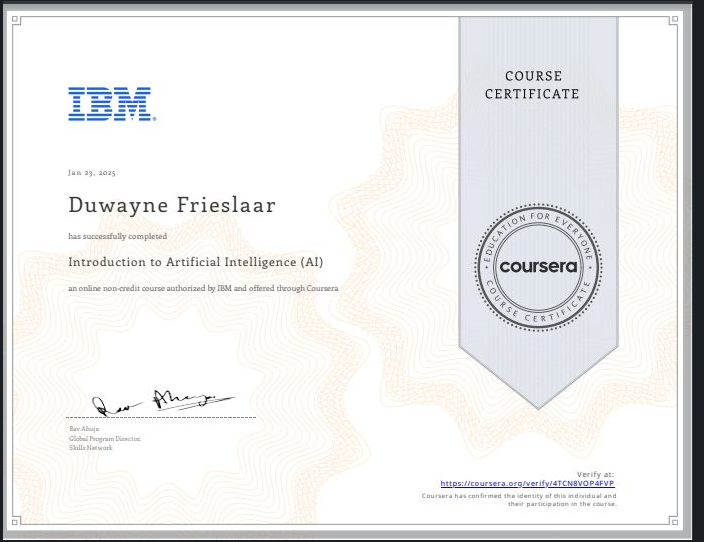 COURSE
CERTIFICATE
IBM
Jan 23, 2025
Duwayne Frieslaar
has successfully completed
Introduction to Artificial Intelligence (AI)
an online non-credit course authorized by IBM and offered through Coursera
EDUCATION FOR EVERYONE
coursera
COURSE CERTIFICATE
Rav Ahuja
Global Program Director,
Skills Network
Verify at:
https://coursera.org/verify/4TCN8VOP4FVP
Coursera has confirmed the identity of this individual and
their participation in the course.